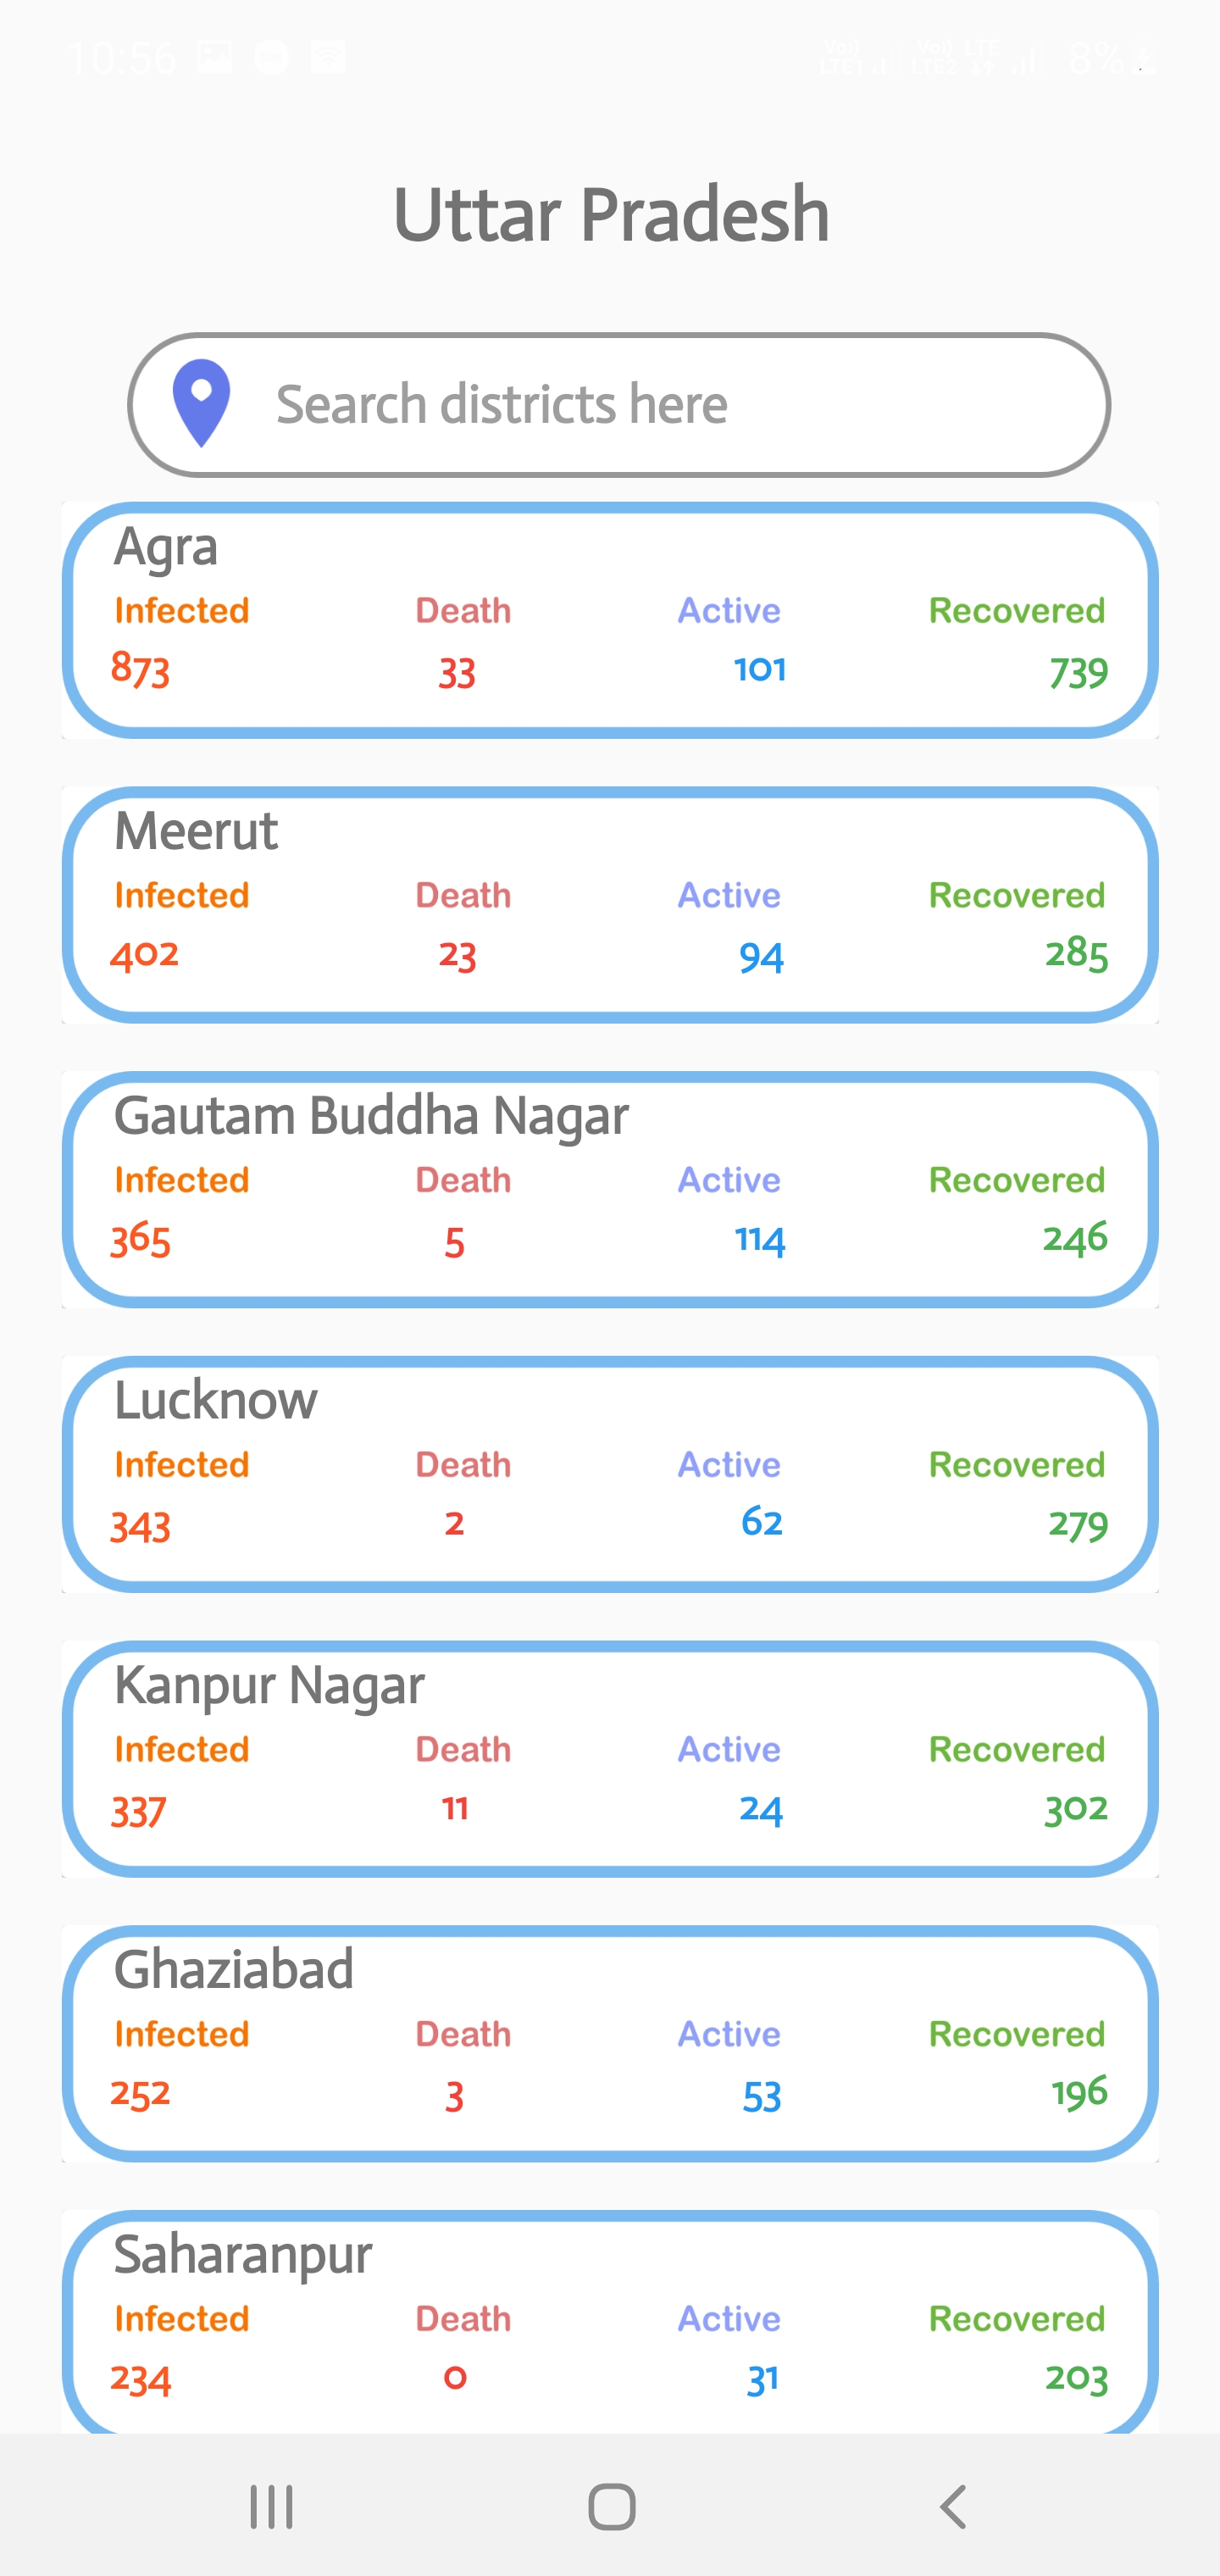 10:56 Vo)) LTE1 Vo)) LTE2 LTE 8%
Uttar Pradesh
Search districts here
Agra
Infected Death Active Recovered
873 33 101 739
Meerut
Infected Death Active Recovered
402 23 94 285
Gautam Buddha Nagar
Infected Death Active Recovered
365 5 114 246
Lucknow
Infected Death Active Recovered
343 2 62 279
Kanpur Nagar
Infected Death Active Recovered
337 11 24 302
Ghaziabad
Infected Death Active Recovered
252 3 53 196
Saharanpur
Infected Death Active Recovered
234 0 31 203